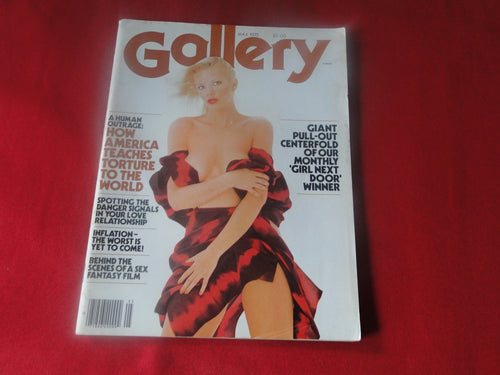 Gallery
A HUMAN
OUTRAGE:
HOW
AMERICA
TEACHES
TORTURE
TO THE
WORLD
SPOTTING THE
DANGER SIGNALS
IN YOUR LOVE
RELATIONSHIP
INFLATION—
THE WORST IS
YET TO COME!
BEHIND THE
SCENES OF A SEX
FANTASY FILM
GIANT
PULL-OUT
CENTERFOLD
OF OUR
MONTHLY
'GIRL NEXT
DOOR'
WINNER